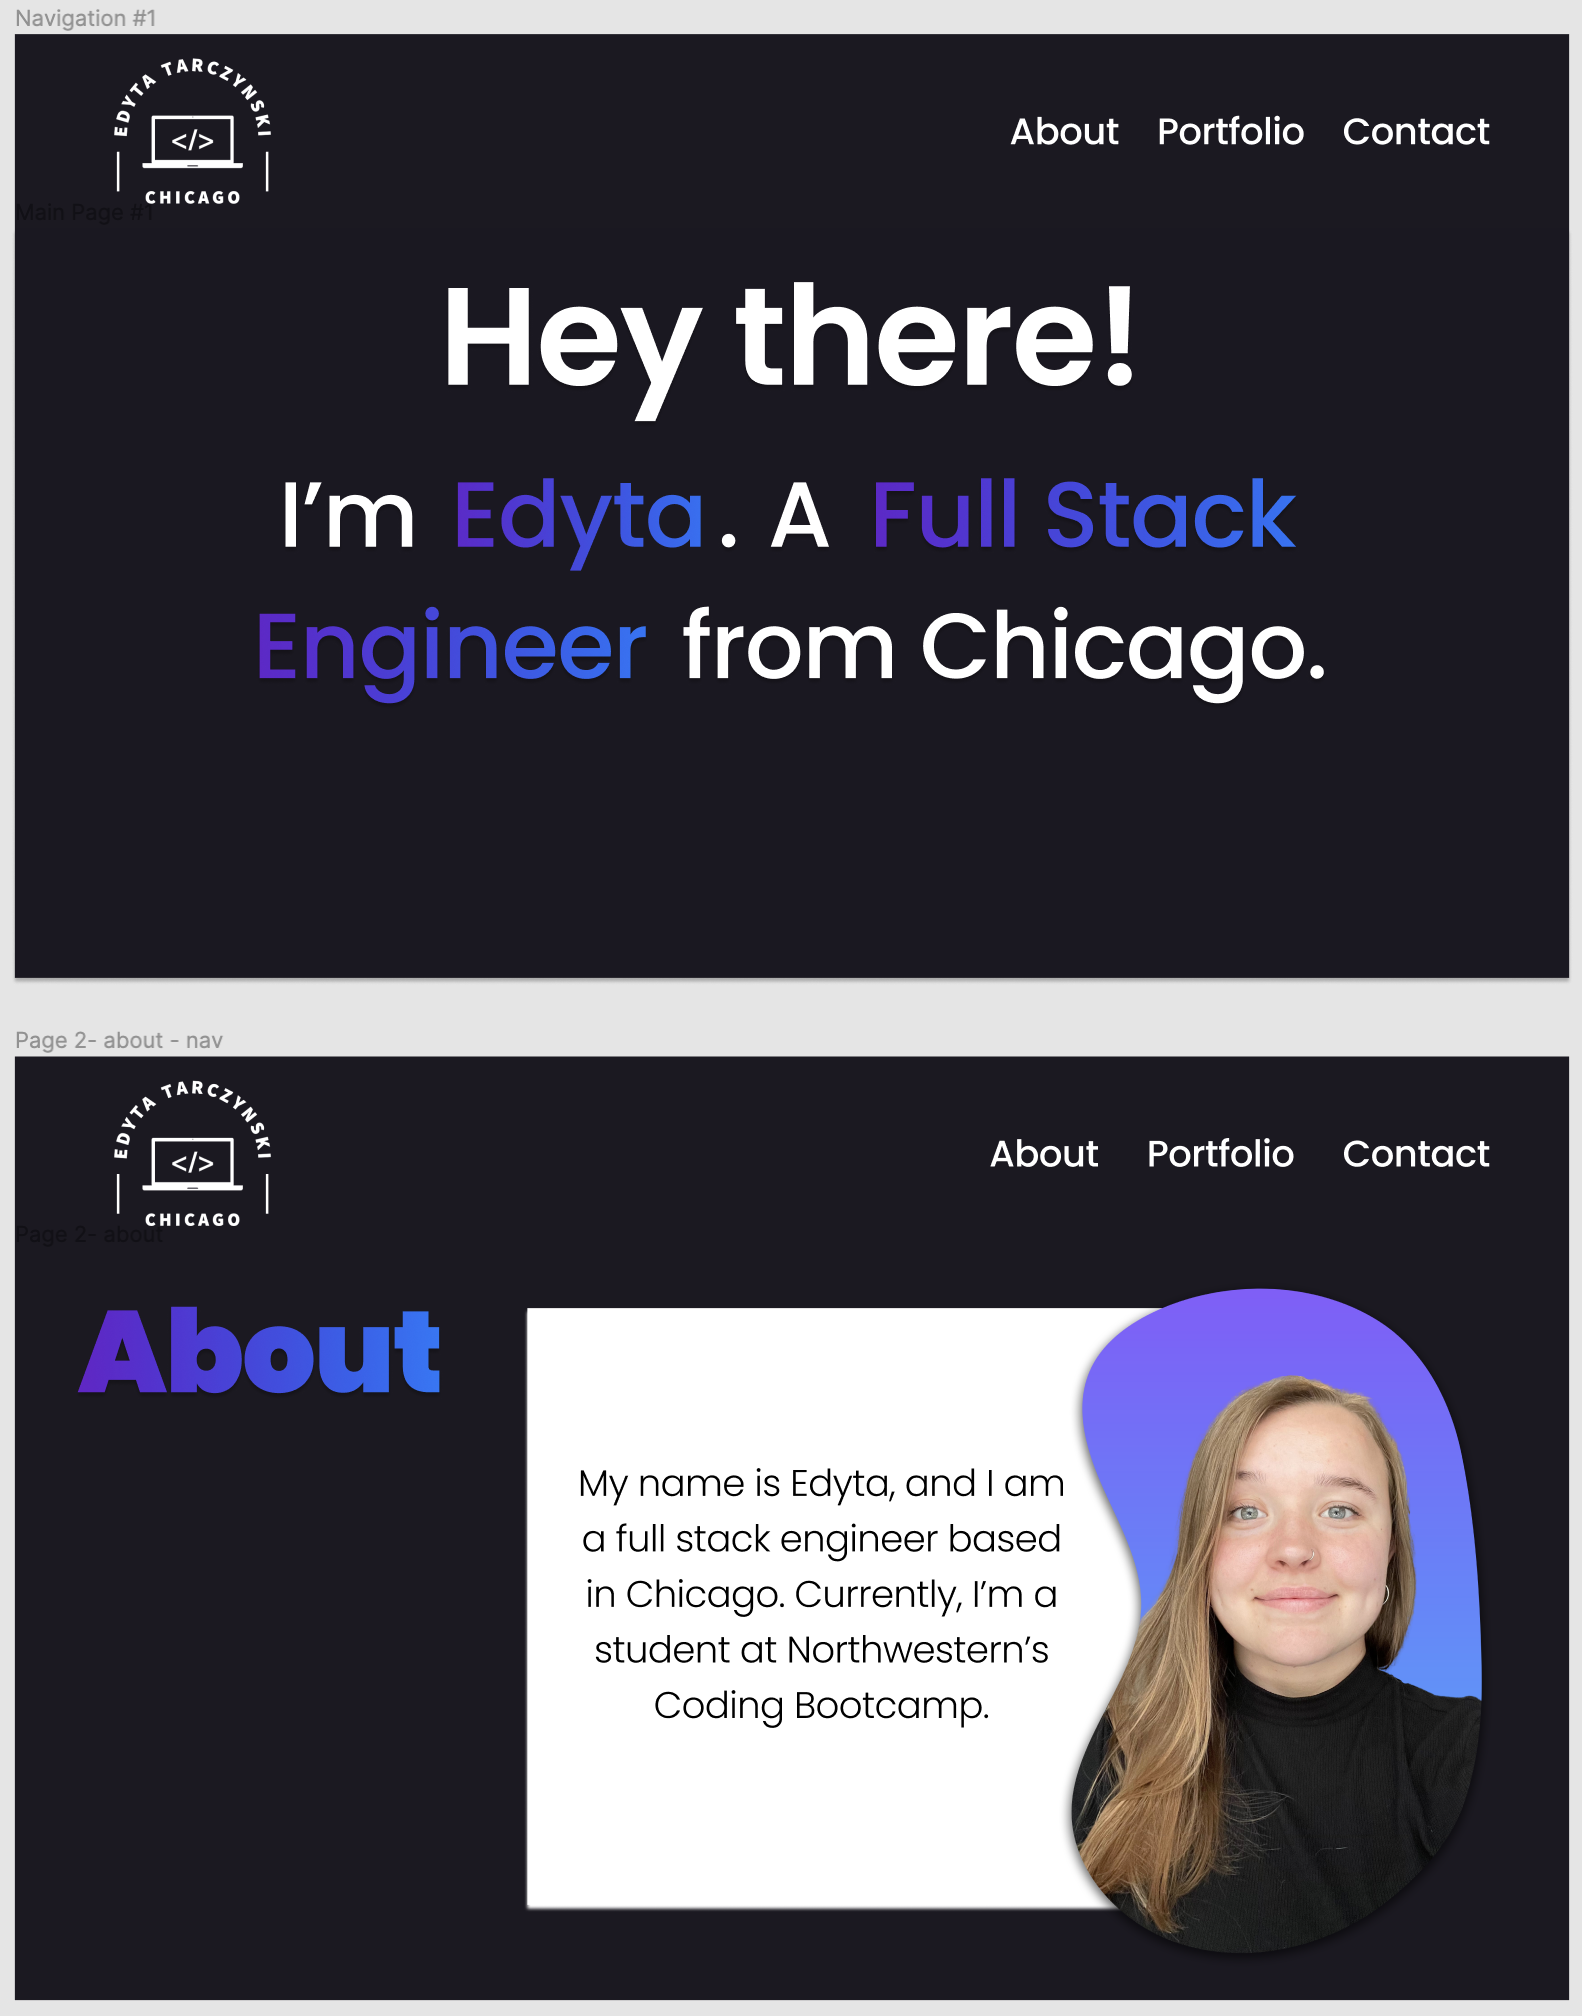 Navigation #1
EDYTA TARCZYNSKI
</>
CHICAGO
About Portfolio Contact
Main Page #1
Hey there!
I’m Edyta. A Full Stack
Engineer from Chicago.
Page 2- about - nav
EDYTA TARCZYNSKI
</>
CHICAGO
About Portfolio Contact
Page 2- about
About
My name is Edyta, and I am
a full stack engineer based
in Chicago. Currently, I’m a
student at Northwestern’s
Coding Bootcamp.